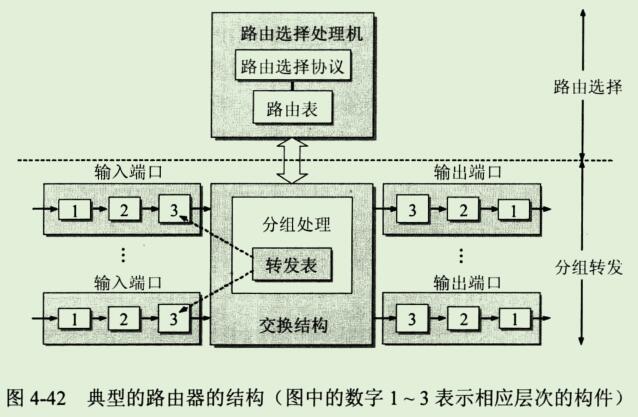 路由选择处理机
路由选择协议
路由表
路由选择
输入端口
输出端口
1 2 3
3 2 1
分组处理
转发表
分组转发
输入端口
输出端口
1 2 3
3 2 1
交换结构
图 4-42 典型的路由器的结构（图中的数字 1 ~ 3 表示相应层次的构件）